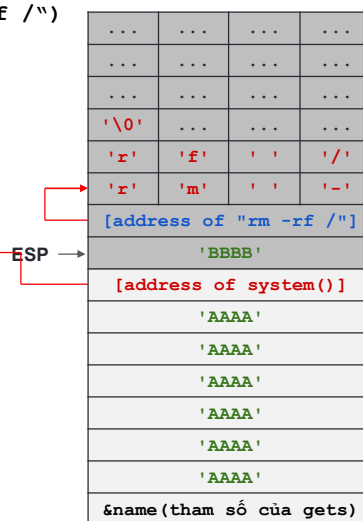 f /“)
... ... ... ...
... ... ... ...
... ... ... ...
'\0' ... ... ...
'r' 'f' ' ' '/'
'r' 'm' ' ' '-'
[address of "rm -rf /"]
ESP 'BBBB'
[address of system()]
'AAAA'
'AAAA'
'AAAA'
'AAAA'
'AAAA'
'AAAA'
&name(tham số của gets)